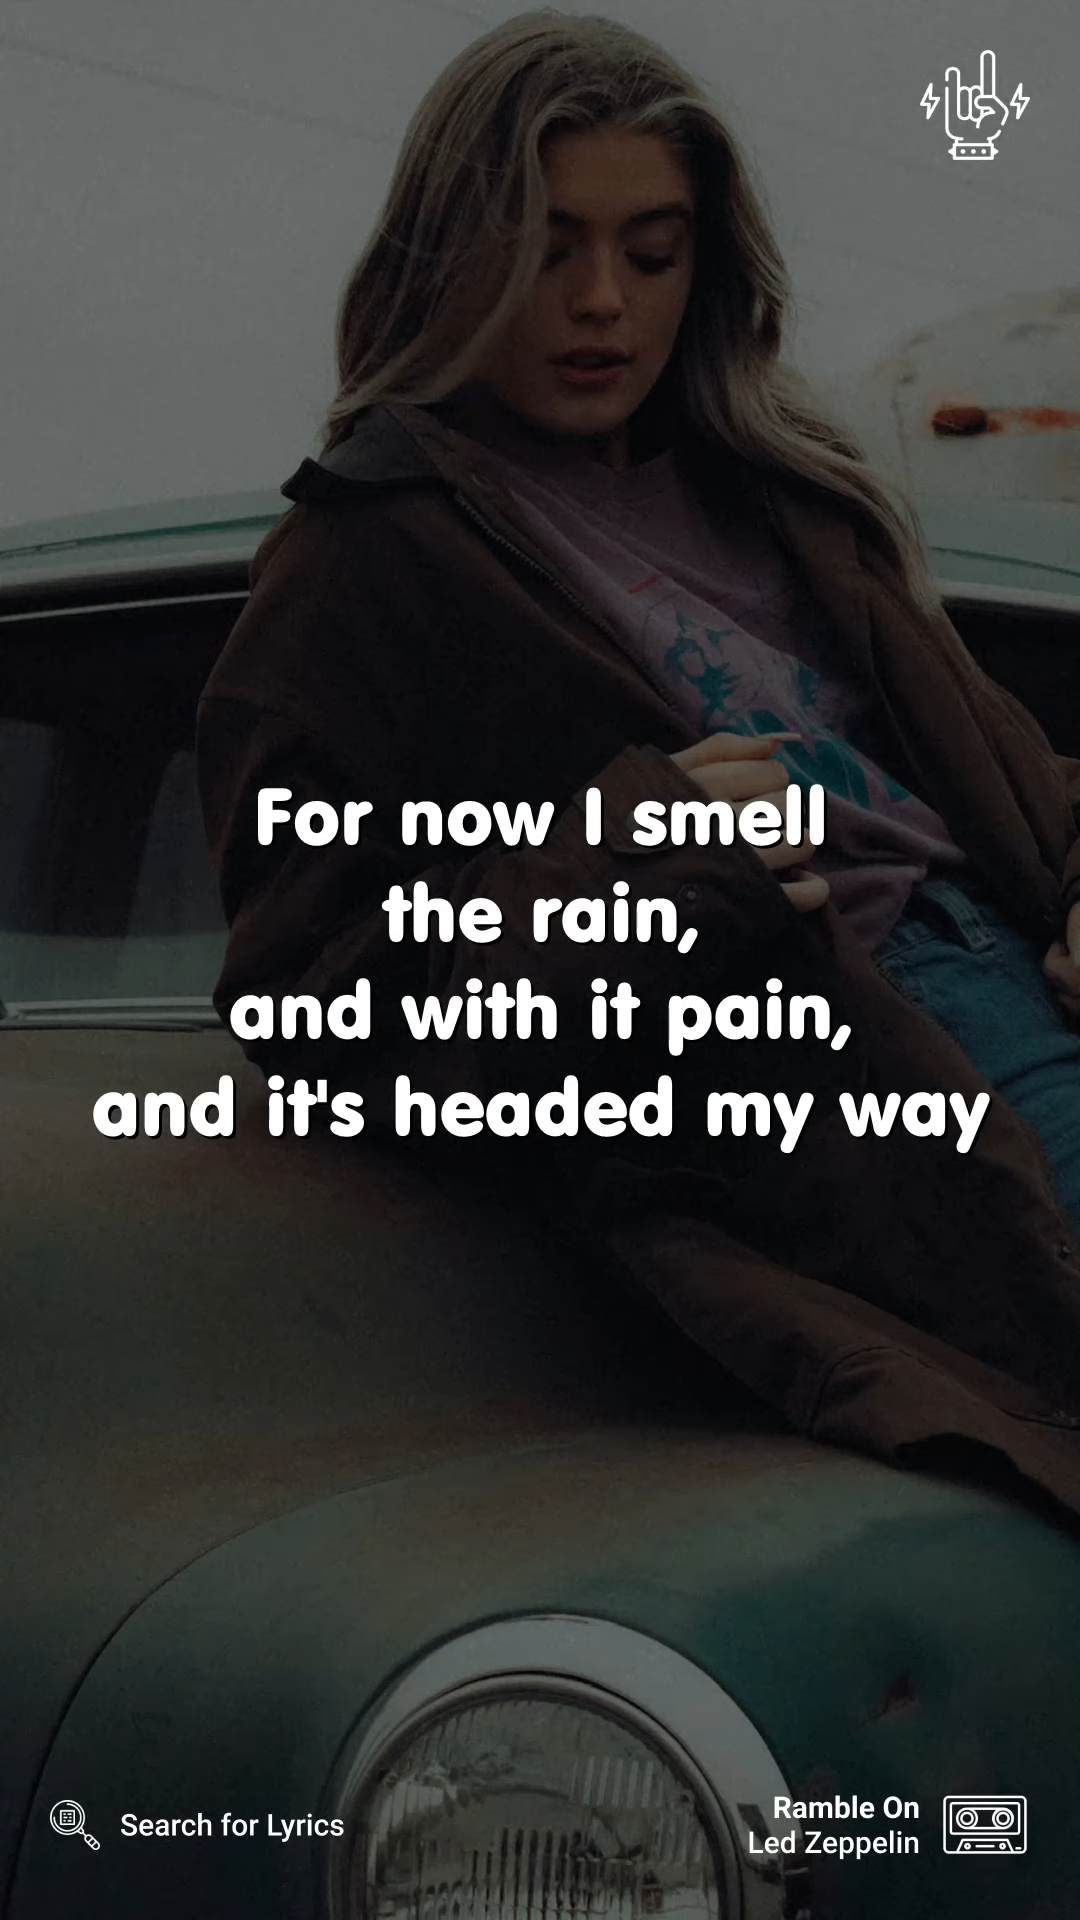 For now I smell
the rain,
and with it pain,
and it's headed my way
Search for Lyrics
Ramble On
Led Zeppelin